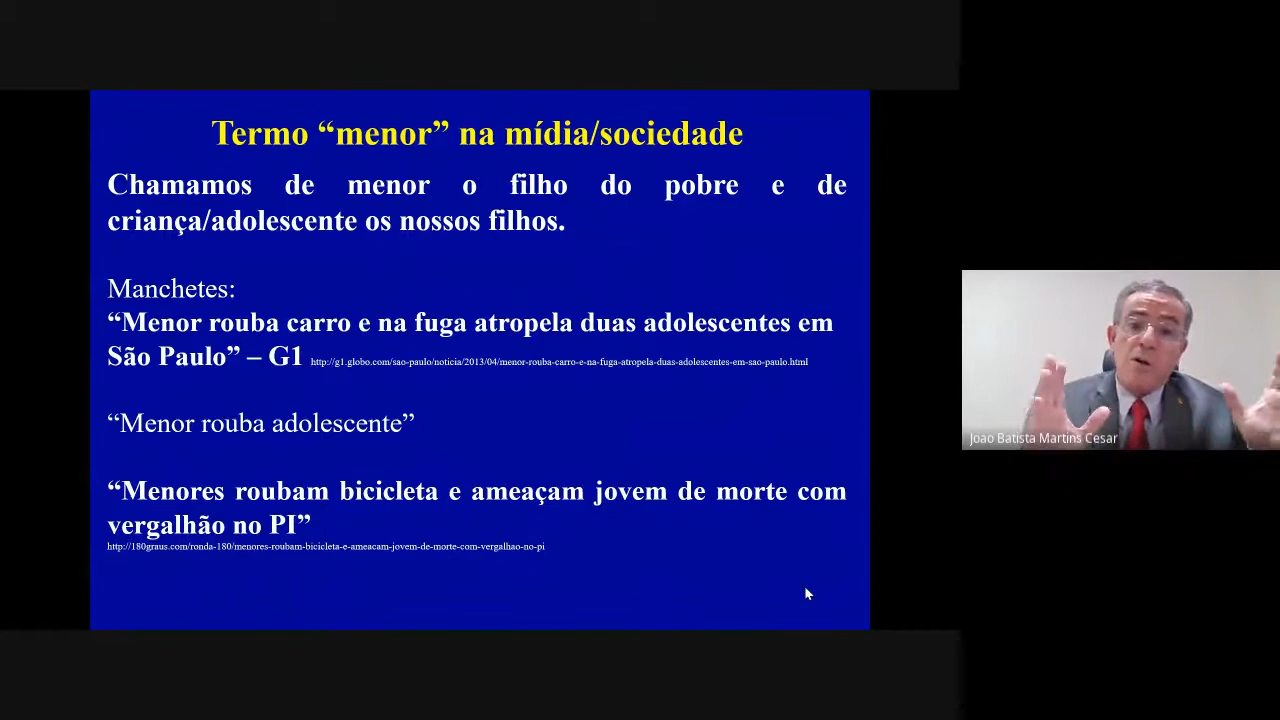 Termo “menor” na mídia/sociedade
Chamamos de menor o filho do pobre e de
criança/adolescente os nossos filhos.
Manchetes:
“Menor rouba carro e na fuga atropela duas adolescentes em
São Paulo” – G1 http://g1.globo.com/sao-paulo/noticia/2013/04/menor-rouba-carro-e-na-fuga-atropela-duas-adolescentes-em-sao-paulo.html
“Menor rouba adolescente”
“Menores roubam bicicleta e ameaçam jovem de morte com
vergalhão no PI”
http://180graus.com/ronda-180/menores-roubam-bicicleta-e-ameacam-jovem-de-morte-com-vergalhao-no-pi
Joao Batista Martins Cesar